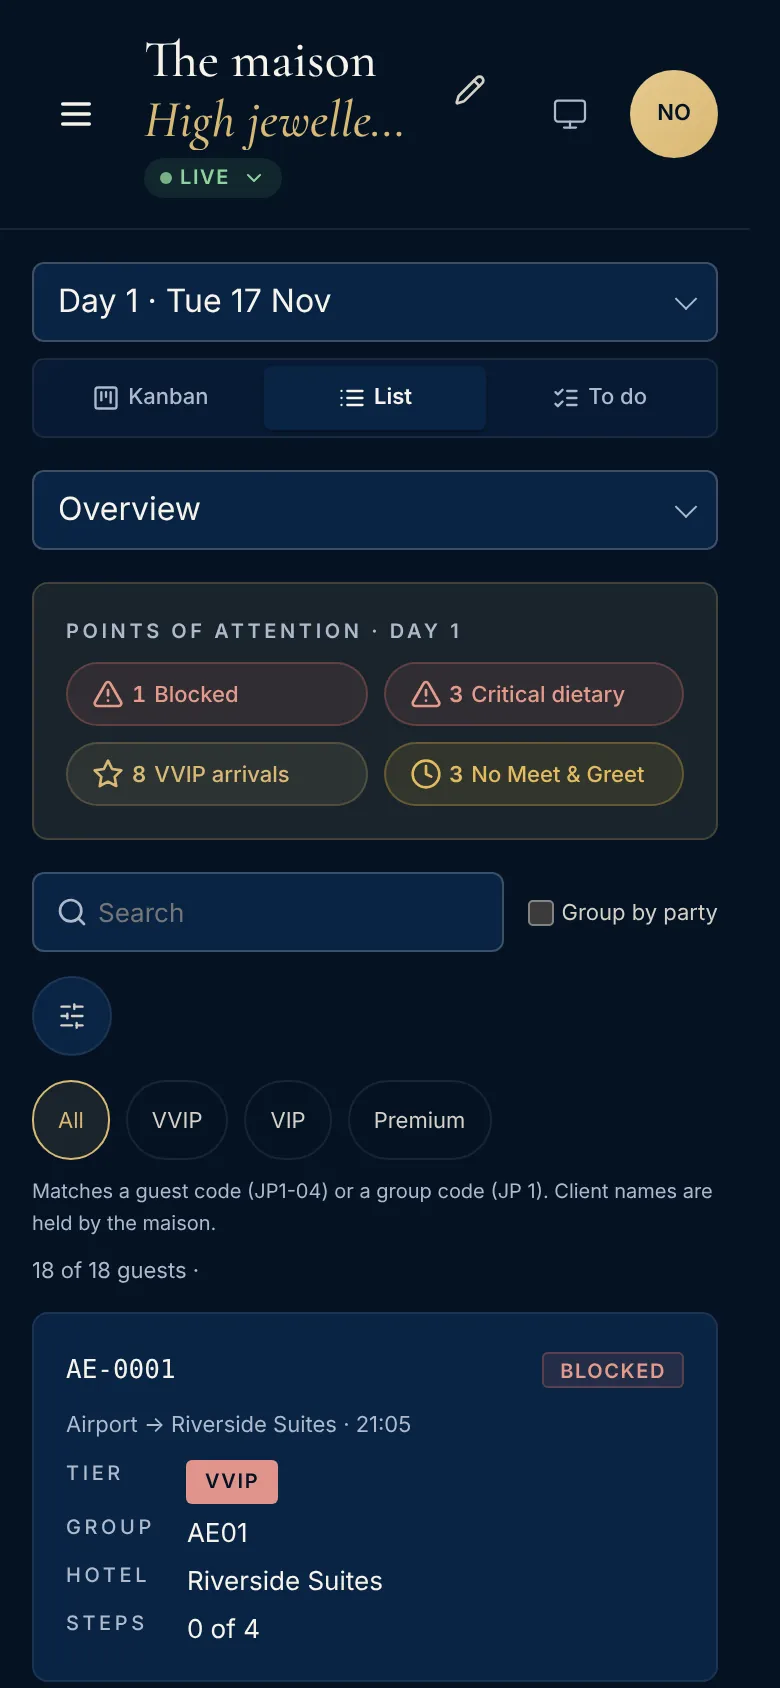 The maison
High jewelle...
NO
LIVE
Day 1 · Tue 17 Nov
Kanban
List
To do
Overview
POINTS OF ATTENTION · DAY 1
1 Blocked
3 Critical dietary
8 VVIP arrivals
3 No Meet & Greet
Search
Group by party
All
VVIP
VIP
Premium
Matches a guest code (JP1-04) or a group code (JP 1). Client names are
held by the maison.
18 of 18 guests ·
AE-0001
BLOCKED
Airport → Riverside Suites · 21:05
TIER
VVIP
GROUP
AE01
HOTEL
Riverside Suites
STEPS
0 of 4